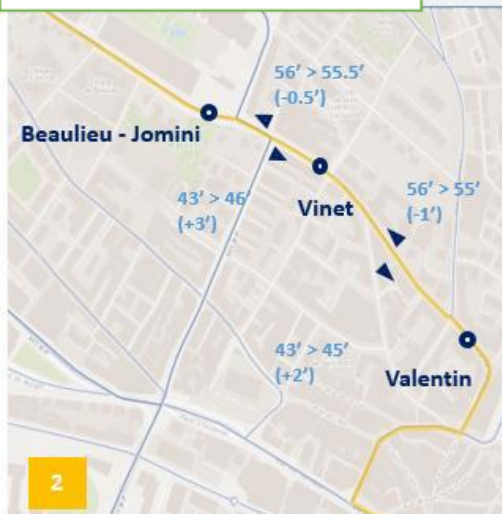 56' > 55.5'
(-0.5')
Beaulieu - Jomini
43' > 46'
(+3')
Vinet
56' > 55'
(-1')
43' > 45'
(+2')
Valentin
2